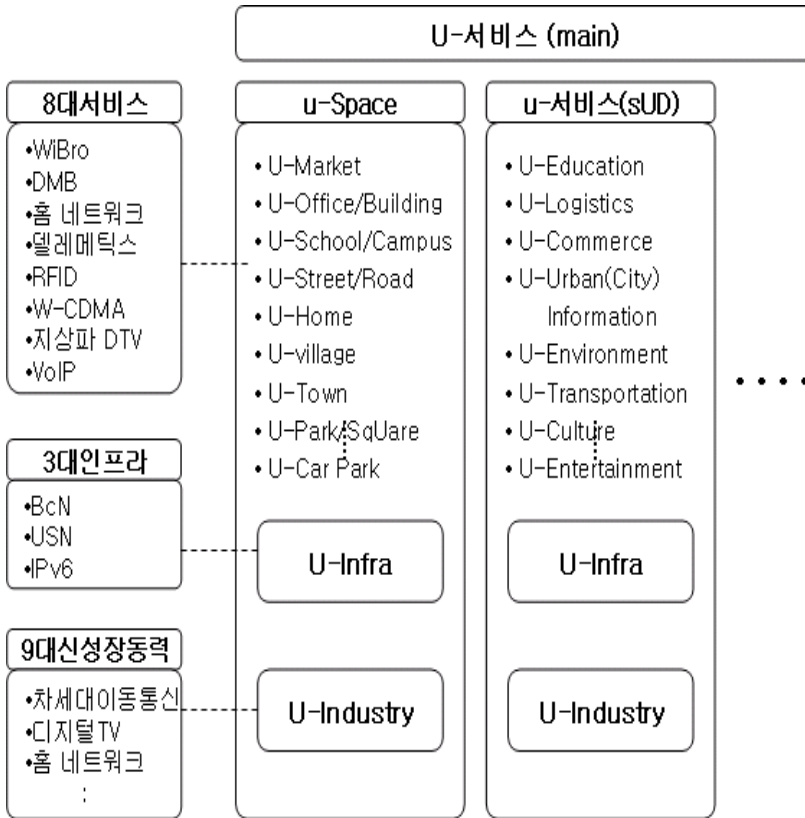 U-서비스 (main)
8대서비스
•WiBro
•DMB
•홈 네트워크
•델레메틱스
•RFID
•W-CDMA
•지상파 DTV
•VoIP
3대인프라
•BcN
•USN
•IPv6
9대신성장동력
•차세대이동통신
•디지털TV
•홈 네트워크
:
u-Space
• U-Market
• U-Office/Building
• U-School/Campus
• U-Street/Road
• U-Home
• U-village
• U-Town
• U-Park/SqUare
• U-Car Park
U-Infra
U-Industry
u-서비스(sUD)
• U-Education
• U-Logistics
• U-Commerce
• U-Urban(City)
Information
• U-Environment
• U-Transportation
• U-Culture
• U-Entertainment
U-Infra
U-Industry
• • • •